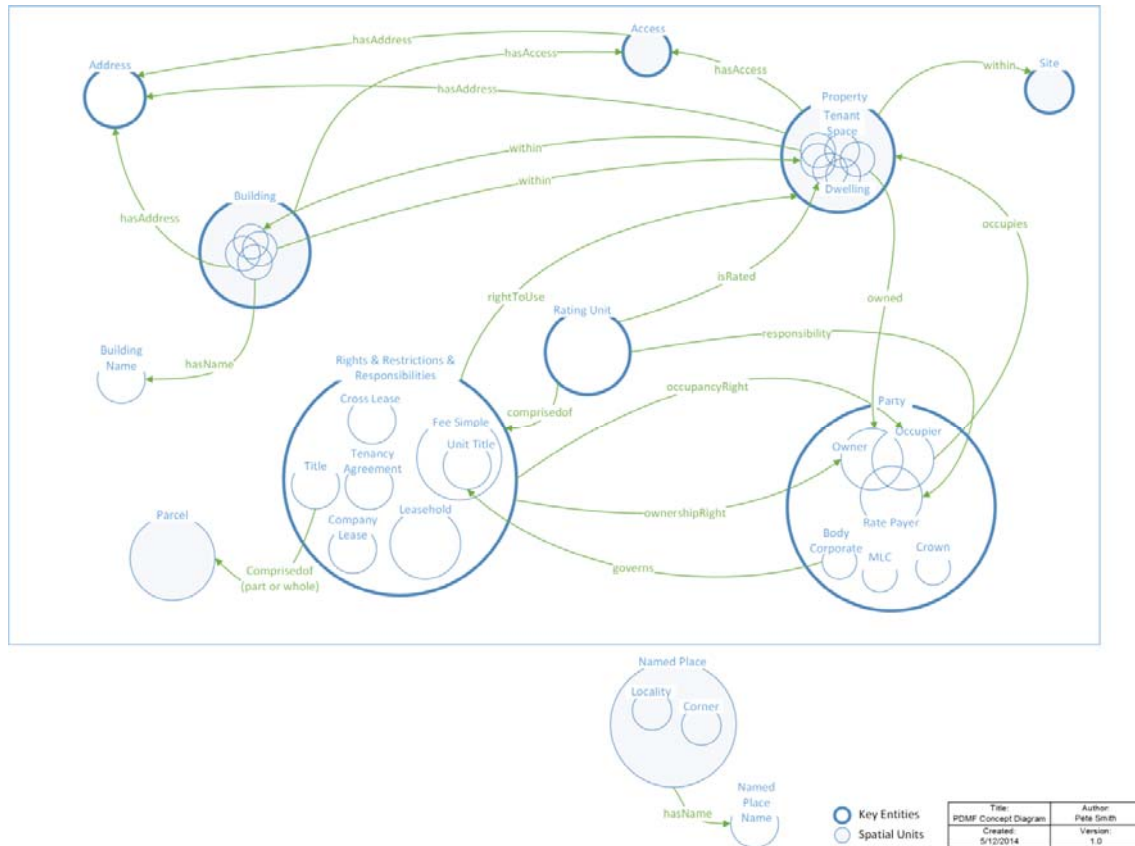 Access
hasAddress
hasAccess
Address
hasAccess
within
Site
hasAddress
Property
Tenant
Space
within
within
Dwelling
Building
hasAddress
occupies
isRated
rightToUse
owned
Rating Unit
responsibility
Building
Name
hasName
Rights & Restrictions &
Responsibilities
occupancyRight
Cross Lease
comprisedof
Party
Fee Simple
Unit Title
Owner
Occupier
Title
Tenancy
Agreement
Leasehold
ownershipRight
Parcel
Company
Lease
Rate Payer
Body
Corporate
MLC
Crown
Comprisedof
(part or whole)
governs
Named Place
Locality
Corner
Named
Place
Name
hasName
Key Entities
Spatial Units
Title:
PDMF Concept Diagram
Author:
Pete Smith
Created:
5/12/2014
Version:
1.0